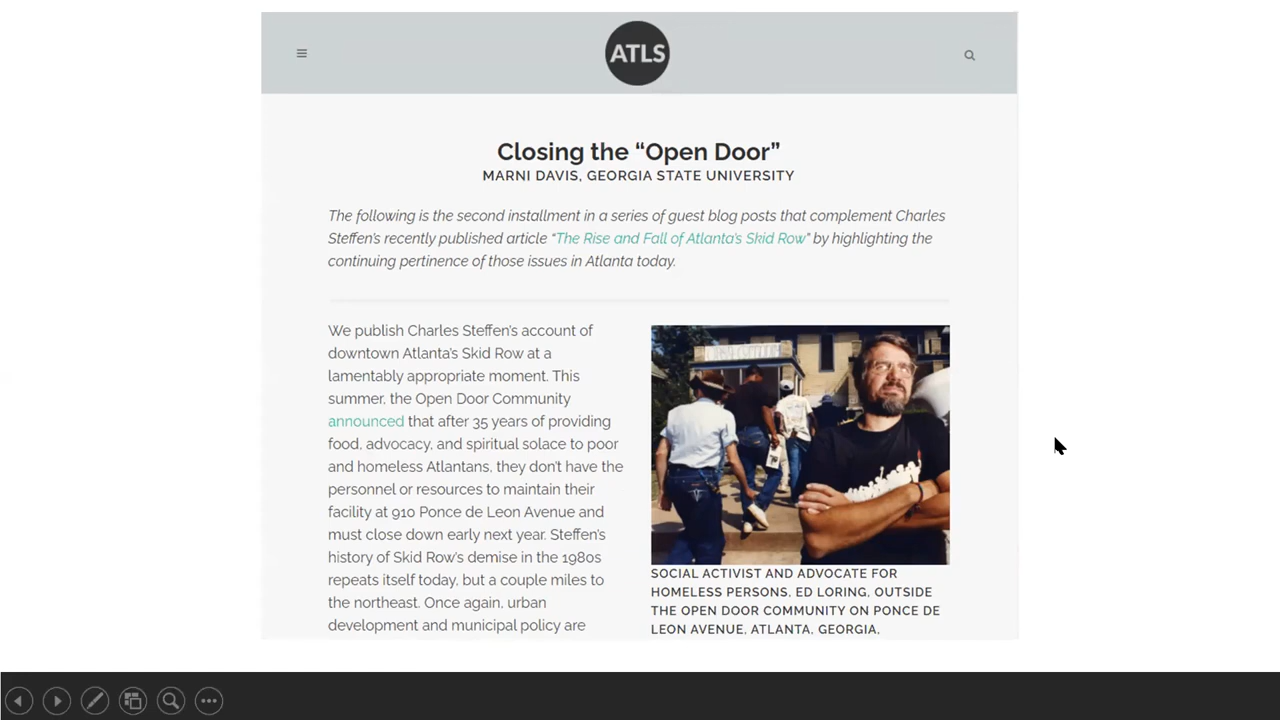 ATLS
Closing the “Open Door”
MARNI DAVIS, GEORGIA STATE UNIVERSITY
The following is the second installment in a series of guest blog posts that complement Charles
Steffen's recently published article “The Rise and Fall of Atlanta's Skid Row” by highlighting the
continuing pertinence of those issues in Atlanta today.
We publish Charles Steffen's account of
downtown Atlanta's Skid Row at a
lamentably appropriate moment. This
summer, the Open Door Community
announced that after 35 years of providing
food, advocacy, and spiritual solace to poor
and homeless Atlantans, they don't have the
personnel or resources to maintain their
facility at 910 Ponce de Leon Avenue and
must close down early next year. Steffen's
history of Skid Row's demise in the 1980s
repeats itself today, but a couple miles to
the northeast. Once again, urban
development and municipal policy are
SOCIAL ACTIVIST AND ADVOCATE FOR
HOMELESS PERSONS, ED LORING, OUTSIDE
THE OPEN DOOR COMMUNITY ON PONCE DE
LEON AVENUE, ATLANTA, GEORGIA,